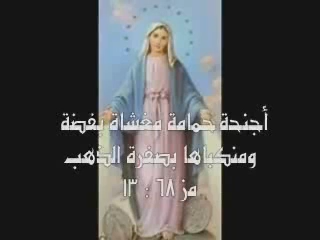 أجنحة حمامة مغشاة بفضة
ومنكباها بصفرة الذهب
مز ٦٨ : ١٣